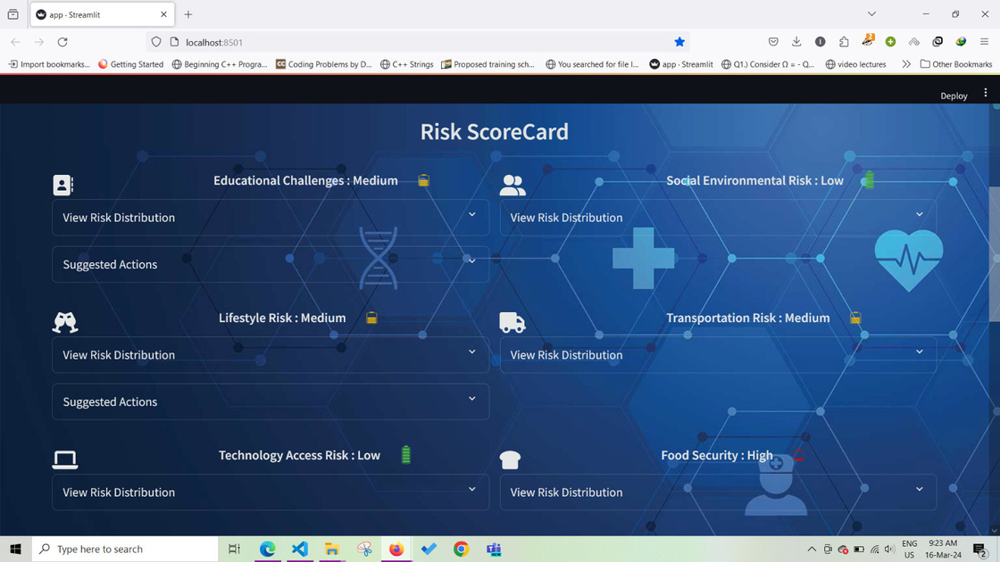 app · Streamlit
localhost:8501
2
Import bookmarks...
Getting Started
Beginning C++ Progra...
CC Coding Problems by D...
C++ Strings
Proposed training sch...
You searched for file l...
app · Streamlit
Q1.) Consider Ω = - Q...
video lectures
Other Bookmarks
Deploy
Risk ScoreCard
Educational Challenges : Medium
Social Environmental Risk : Low
View Risk Distribution
View Risk Distribution
Suggested Actions
Lifestyle Risk : Medium
Transportation Risk : Medium
View Risk Distribution
View Risk Distribution
Suggested Actions
Technology Access Risk : Low
Food Security : High
View Risk Distribution
View Risk Distribution
Type here to search
NEW
ENG
US
9:23 AM
16-Mar-24
2